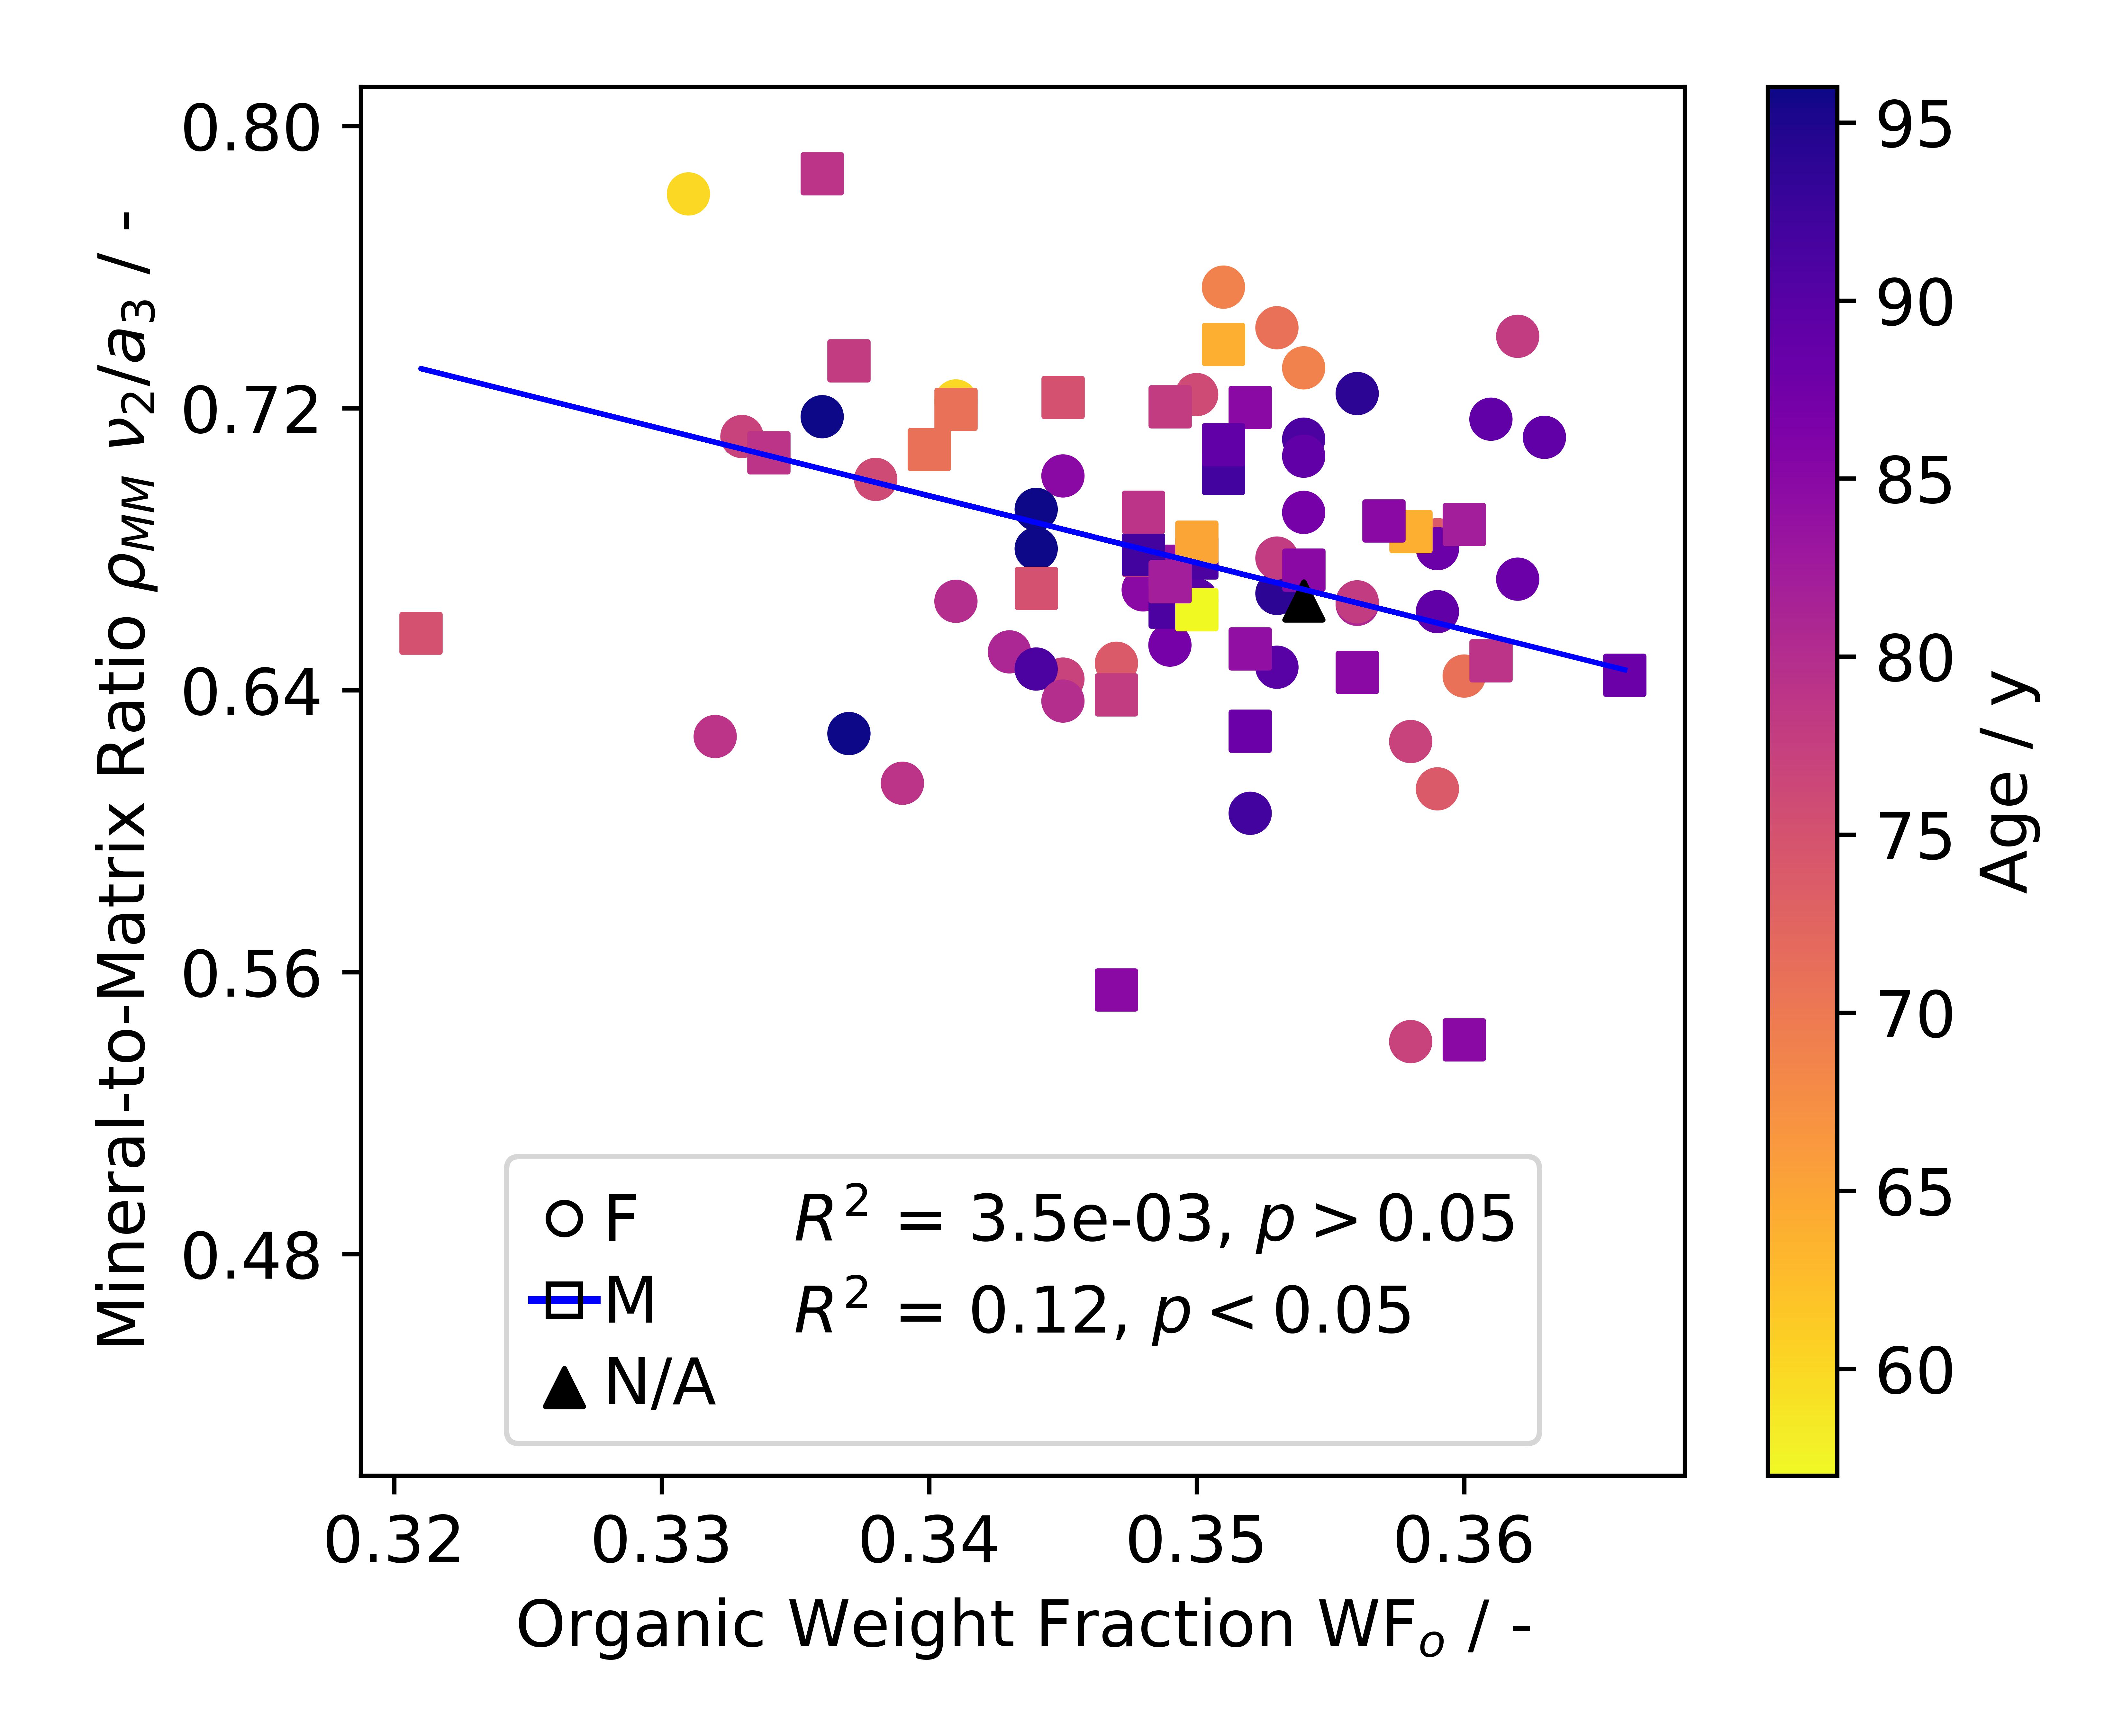 0.80
0.72
0.64
0.56
0.48
Mineral-to-Matrix Ratio ρMM ν2/a3 / -
F R² = 3.5e-03, p > 0.05
M R² = 0.12, p < 0.05
N/A
0.32 0.33 0.34 0.35 0.36
Organic Weight Fraction WFo / -
95
90
85
80
75
70
65
60
Age / y